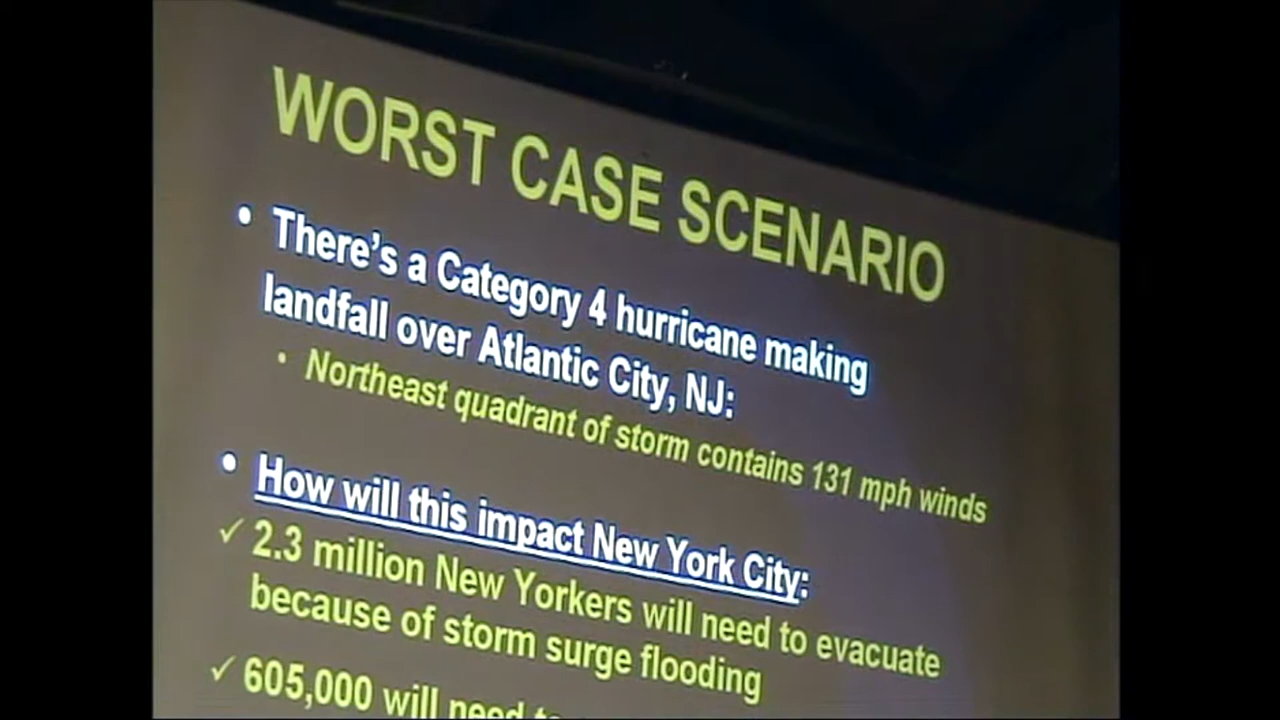 WORST CASE SCENARIO
• There's a Category 4 hurricane making
landfall over Atlantic City, NJ:
• Northeast quadrant of storm contains 131 mph winds
• How will this impact New York City:
✓ 2.3 million New Yorkers will need to evacuate
because of storm surge flooding
✓ 605,000 will need